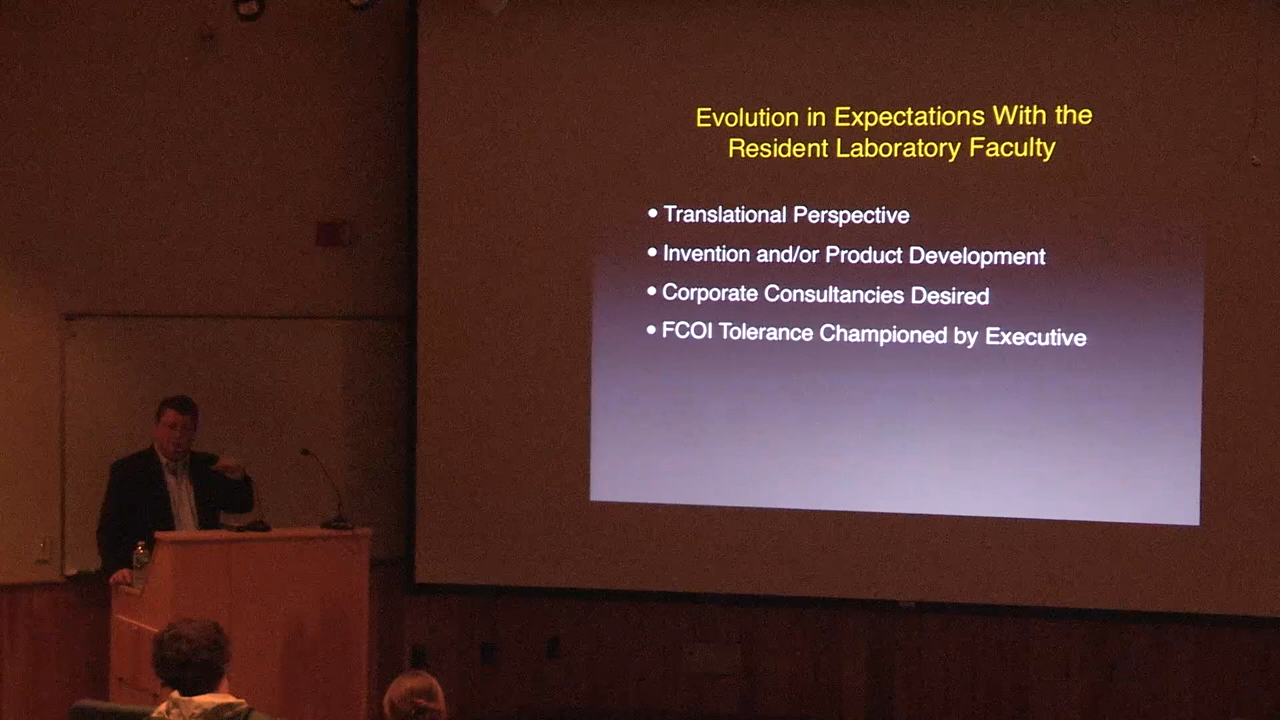 Evolution in Expectations With the
Resident Laboratory Faculty
• Translational Perspective
• Invention and/or Product Development
• Corporate Consultancies Desired
• FCOI Tolerance Championed by Executive